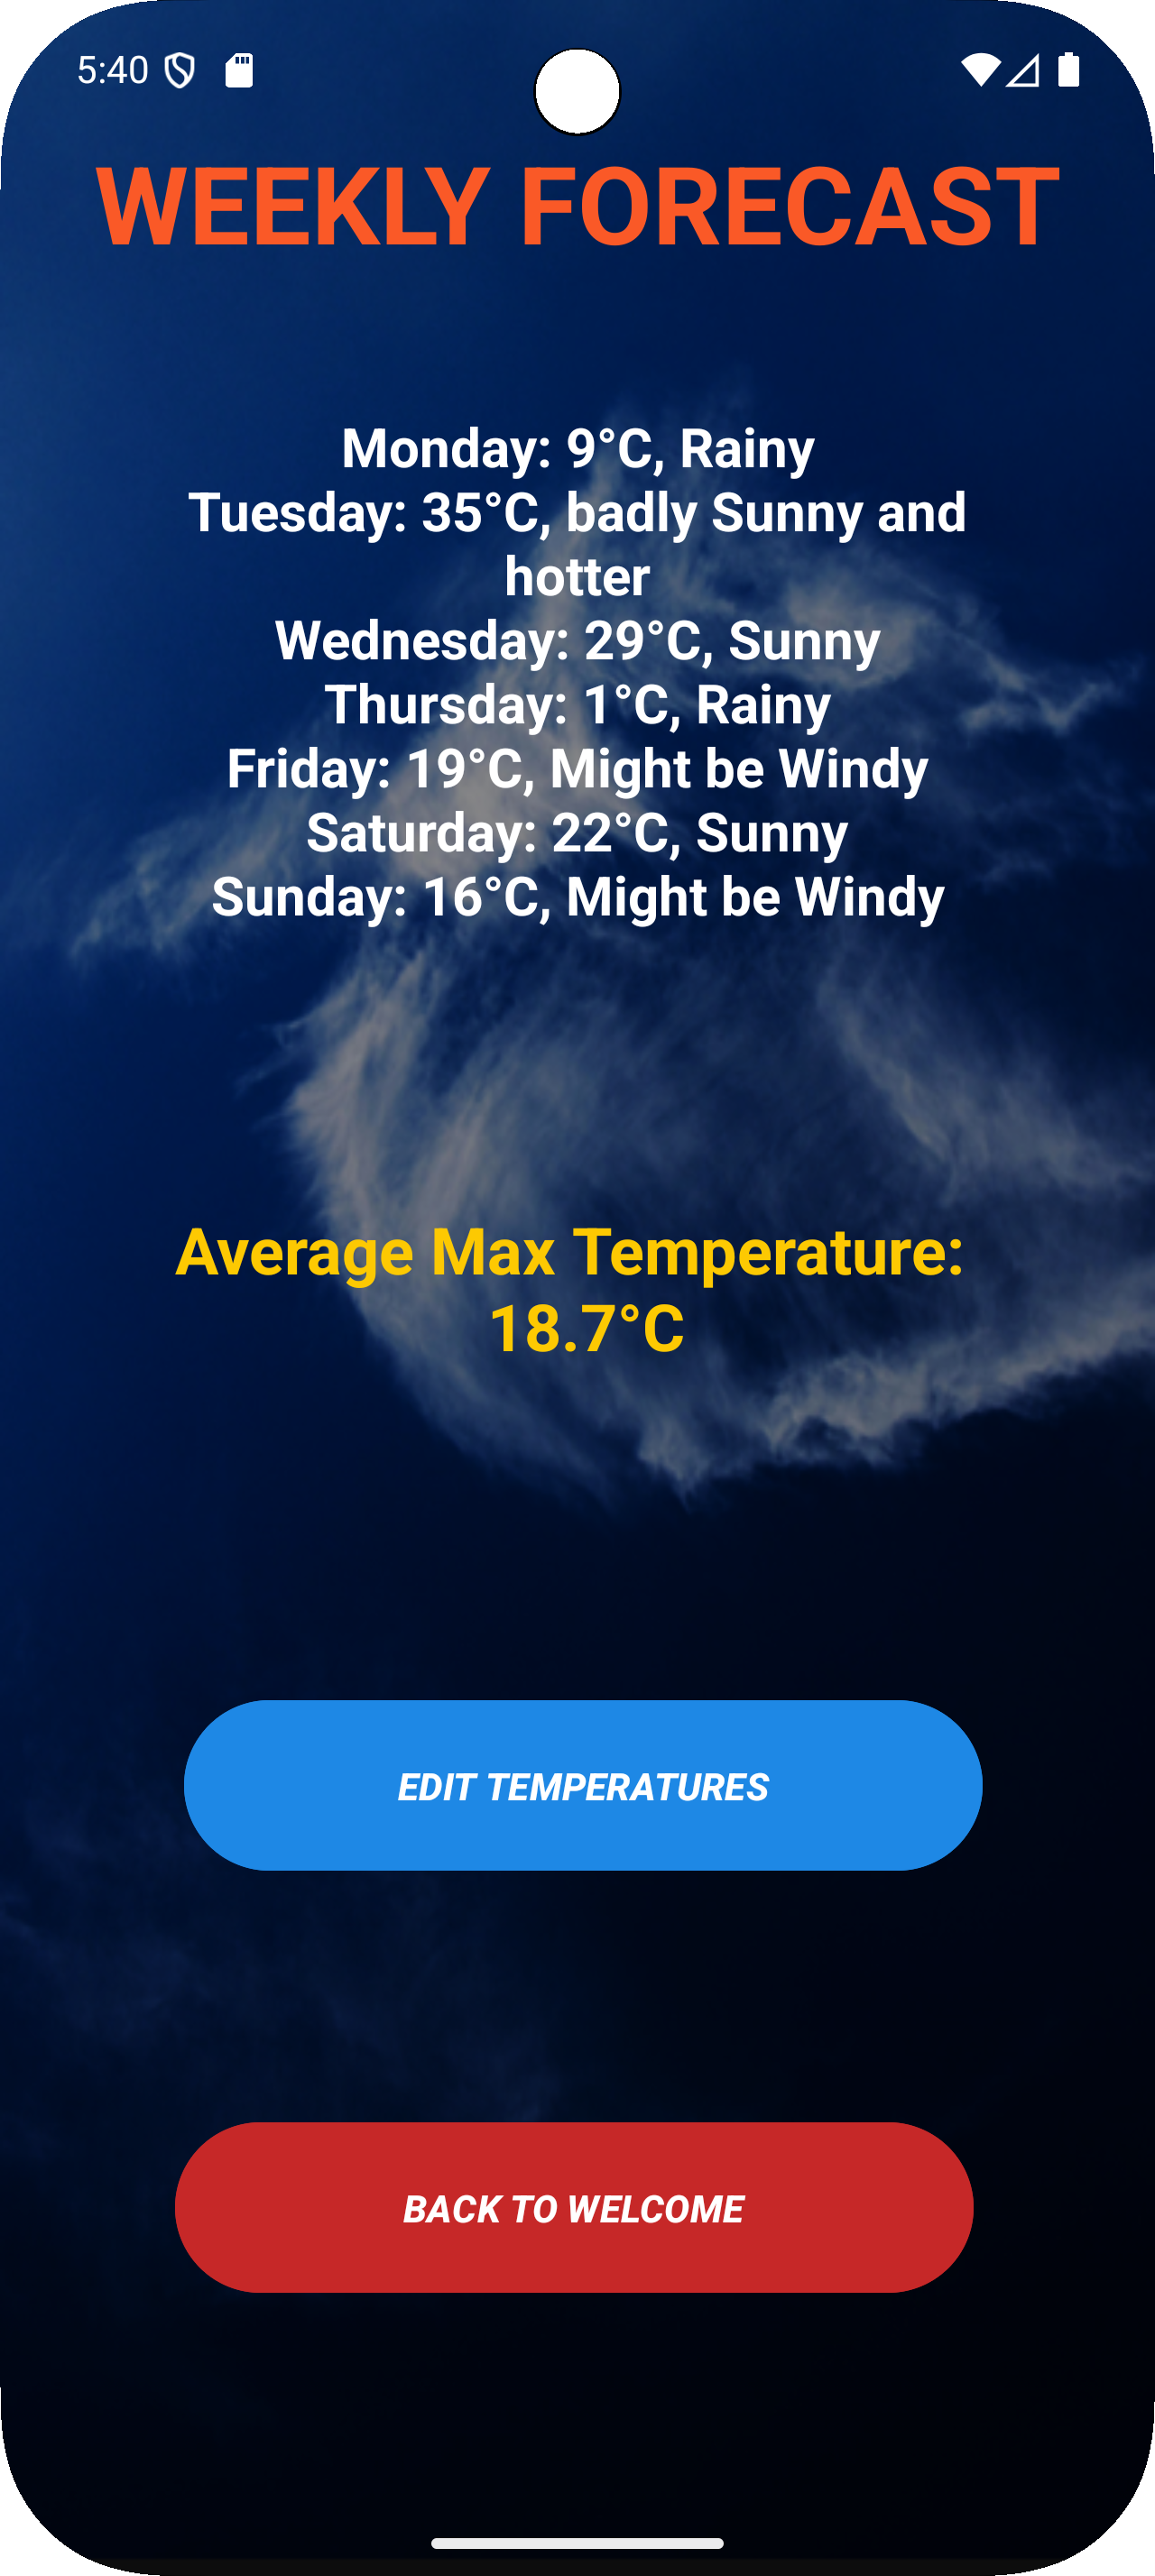 5:40
WEEKLY FORECAST
Monday: 9°C, Rainy
Tuesday: 35°C, badly Sunny and
hotter
Wednesday: 29°C, Sunny
Thursday: 1°C, Rainy
Friday: 19°C, Might be Windy
Saturday: 22°C, Sunny
Sunday: 16°C, Might be Windy
Average Max Temperature:
18.7°C
EDIT TEMPERATURES
BACK TO WELCOME